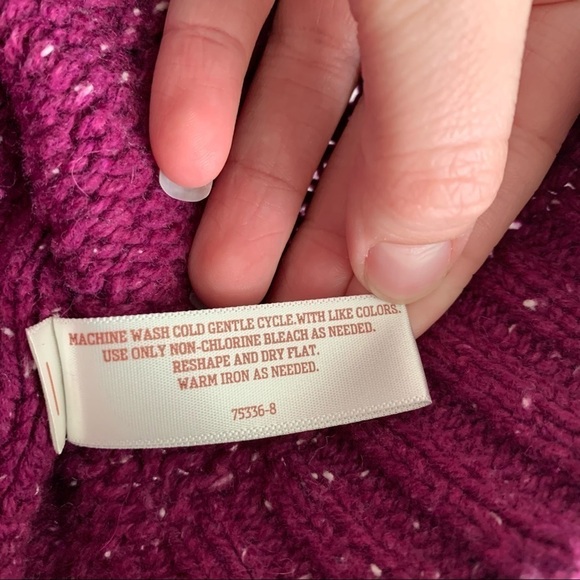 MACHINE WASH COLD GENTLE CYCLE.WITH LIKE COLORS.
USE ONLY NON-CHLORINE BLEACH AS NEEDED.
RESHAPE AND DRY FLAT.
WARM IRON AS NEEDED.
75336-8